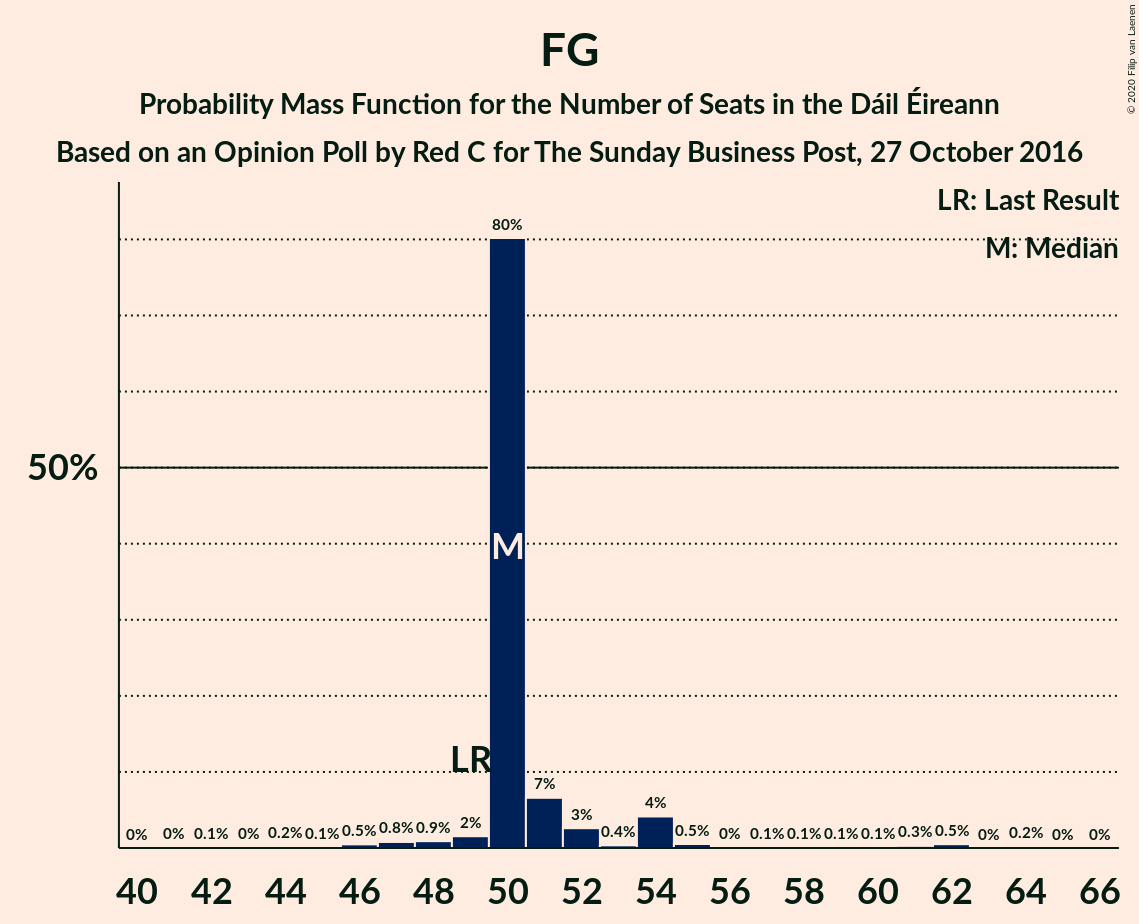 FG
Probability Mass Function for the Number of Seats in the Dáil Éireann
Based on an Opinion Poll by Red C for The Sunday Business Post, 27 October 2016
© 2020 Filip van Laenen
LR: Last Result
M: Median
80%
50%
M
LR
0% 0% 0.1% 0% 0.2% 0.1% 0.5% 0.8% 0.9% 2% 7% 3% 0.4% 4% 0.5% 0% 0.1% 0.1% 0.1% 0.1% 0.3% 0.5% 0% 0.2% 0% 0%
40 42 44 46 48 50 52 54 56 58 60 62 64 66